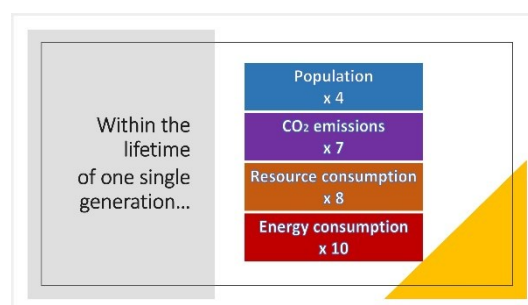 Within the
lifetime
of one single
generation…
Population
x 4
CO₂ emissions
x 7
Resource consumption
x 8
Energy consumption
x 10